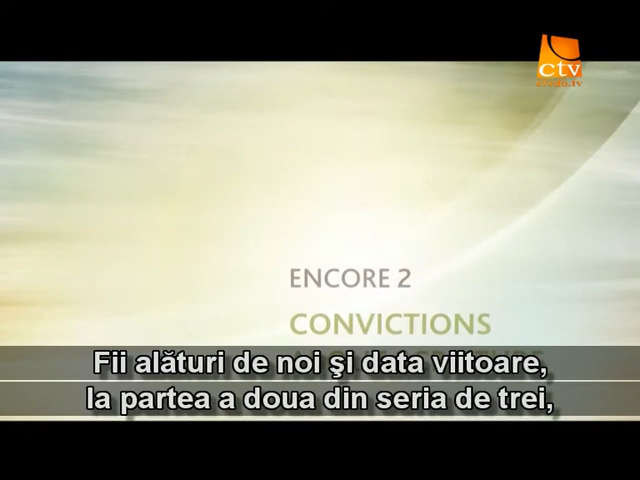 ctv
ENCORE 2
CONVICTIONS
Fii alături de noi şi data viitoare,
la partea a doua din seria de trei,